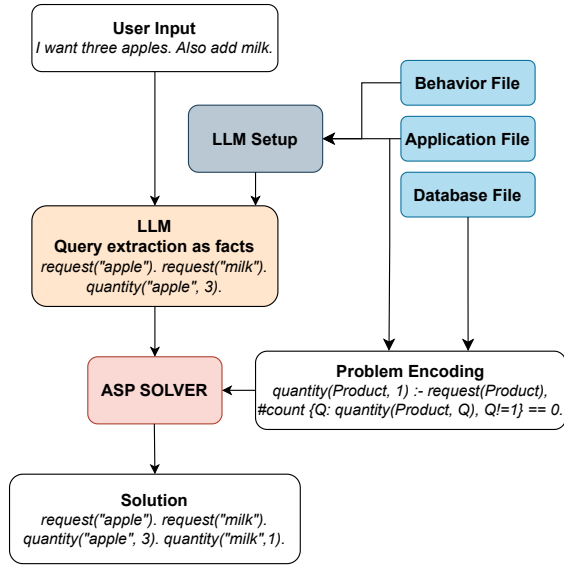 User Input
I want three apples. Also add milk.
Behavior File
LLM Setup
Application File
Database File
LLM
Query extraction as facts
request("apple"). request("milk").
quantity("apple", 3).
Problem Encoding
quantity(Product, 1) :- request(Product),
#count {Q: quantity(Product, Q), Q!=1} == 0.
ASP SOLVER
Solution
request("apple"). request("milk").
quantity("apple", 3). quantity("milk",1).